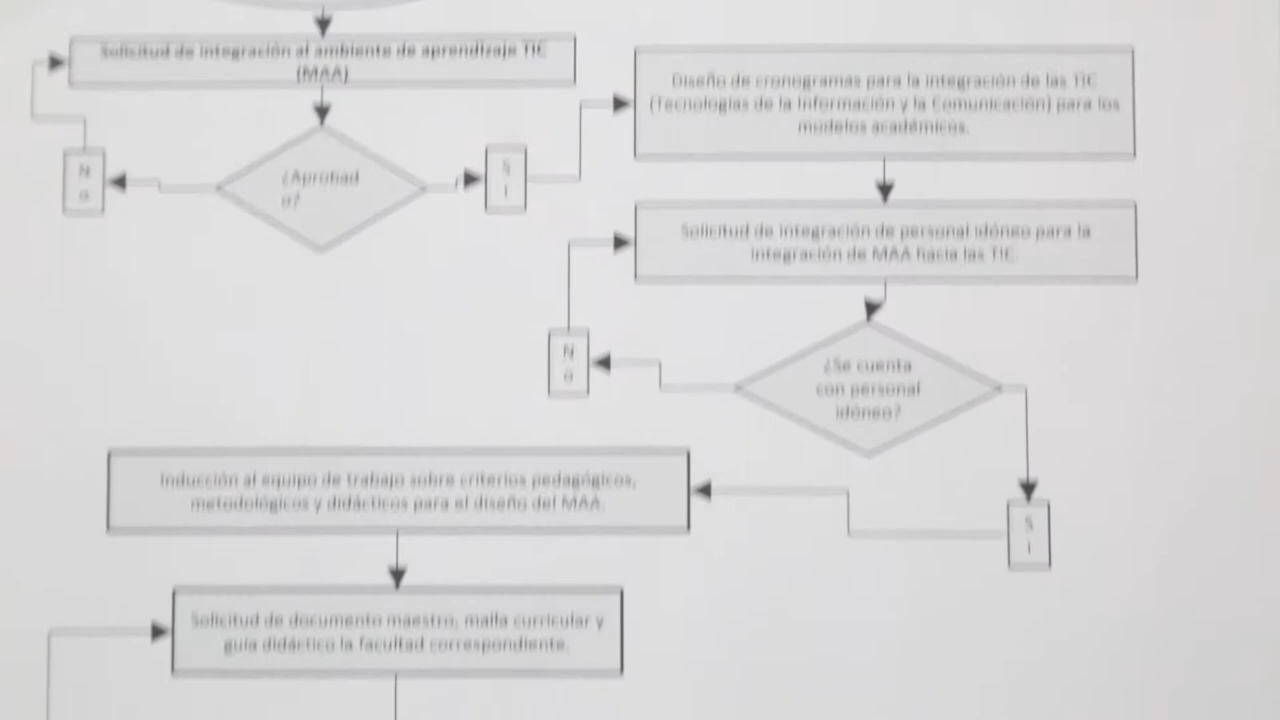 Solicitud de integración al ambiente de aprendizaje TIC
(MAA)
¿Aprobad
o?
N
o
S
i
Diseño de cronogramas para la integración de las TIC
(Tecnologías de la Información y la Comunicación) para los
modelos académicos.
Solicitud de integración de personal idóneo para la
integración de MAA hacia las TIC
¿Se cuenta
con personal
idóneo?
N
o
S
i
Inducción al equipo de trabajo sobre criterios pedagógicos,
metodológicos y didácticos para el diseño del MAA.
Solicitud de documento maestro, malla curricular y
guía didáctico la facultad correspondiente.